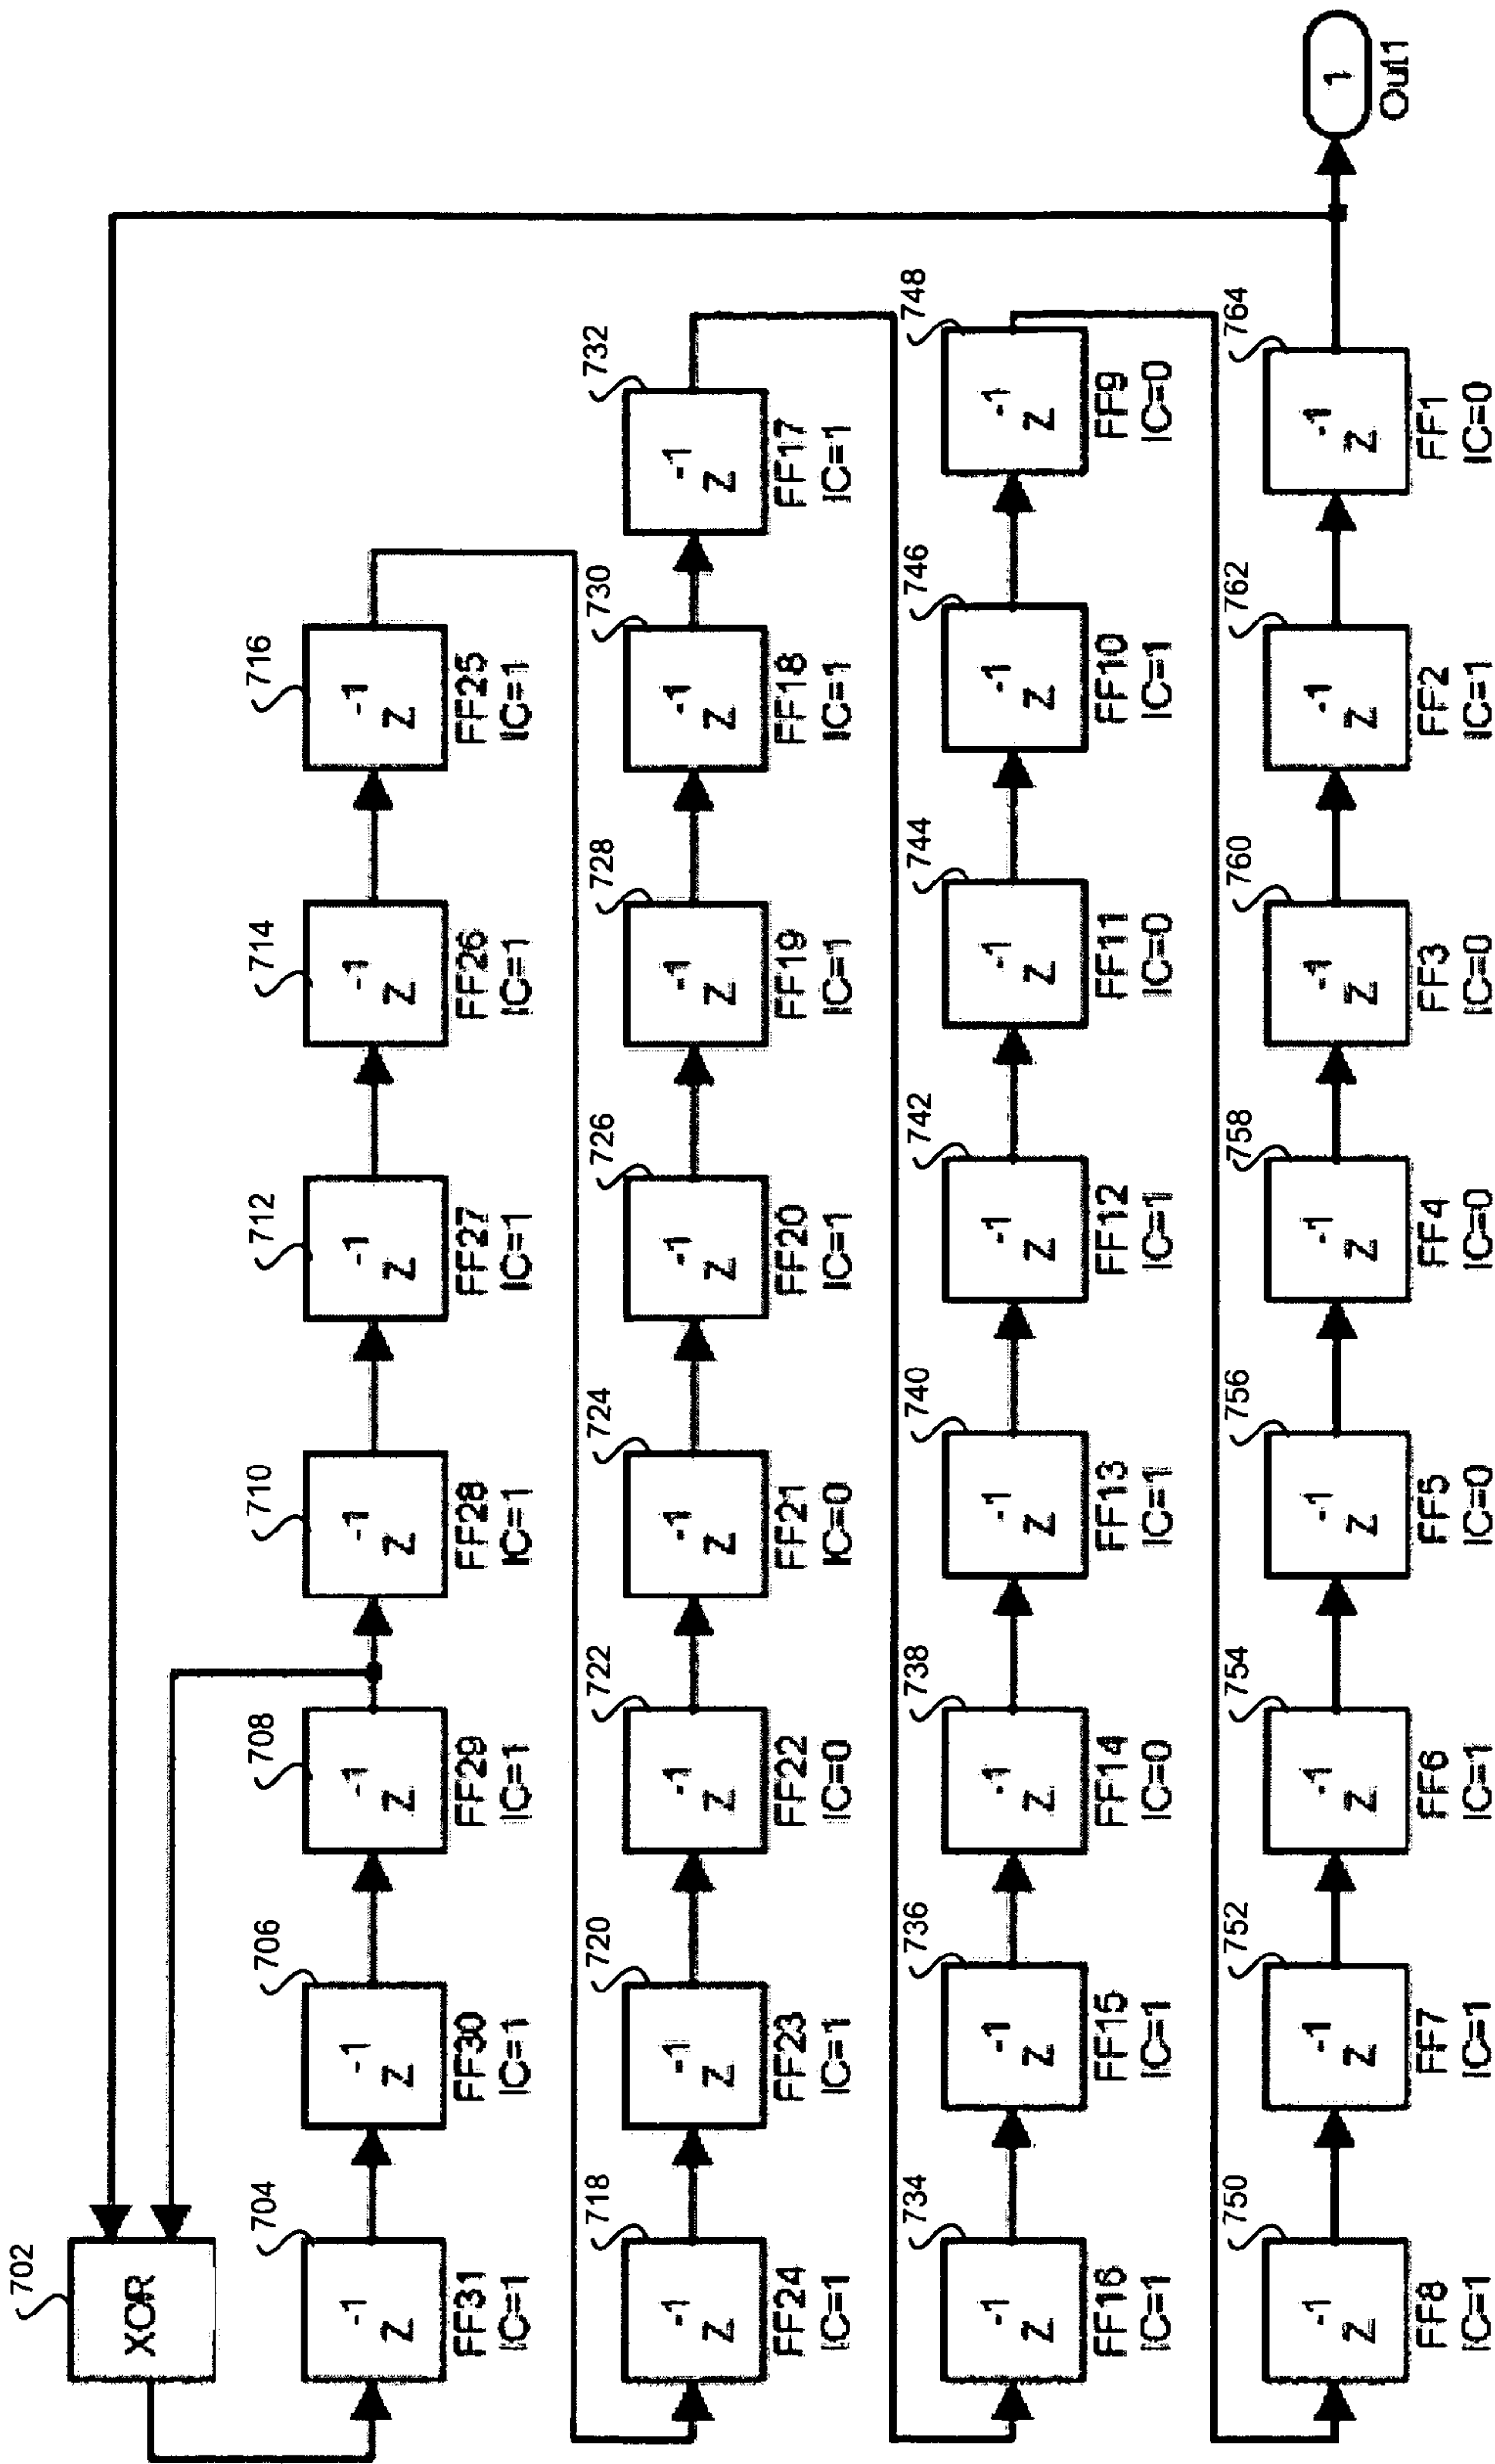 702
XOR
704
Z-1
FF31
IC=1
706
Z-1
FF30
IC=1
708
Z-1
FF29
IC=1
710
Z-1
FF28
IC=1
712
Z-1
FF27
IC=1
714
Z-1
FF26
IC=1
716
Z-1
FF25
IC=1
718
Z-1
FF24
IC=1
720
Z-1
FF23
IC=1
722
Z-1
FF22
IC=0
724
Z-1
FF21
IC=0
726
Z-1
FF20
IC=1
728
Z-1
FF19
IC=1
730
Z-1
FF18
IC=1
732
Z-1
FF17
IC=1
734
Z-1
FF16
IC=1
736
Z-1
FF15
IC=1
738
Z-1
FF14
IC=0
740
Z-1
FF13
IC=1
742
Z-1
FF12
IC=1
744
Z-1
FF11
IC=0
746
Z-1
FF10
IC=1
748
Z-1
FF9
IC=0
750
Z-1
FF8
IC=1
752
Z-1
FF7
IC=1
754
Z-1
FF6
IC=1
756
Z-1
FF5
IC=0
758
Z-1
FF4
IC=0
760
Z-1
FF3
IC=0
762
Z-1
FF2
IC=1
764
Z-1
FF1
IC=0
1
Out1